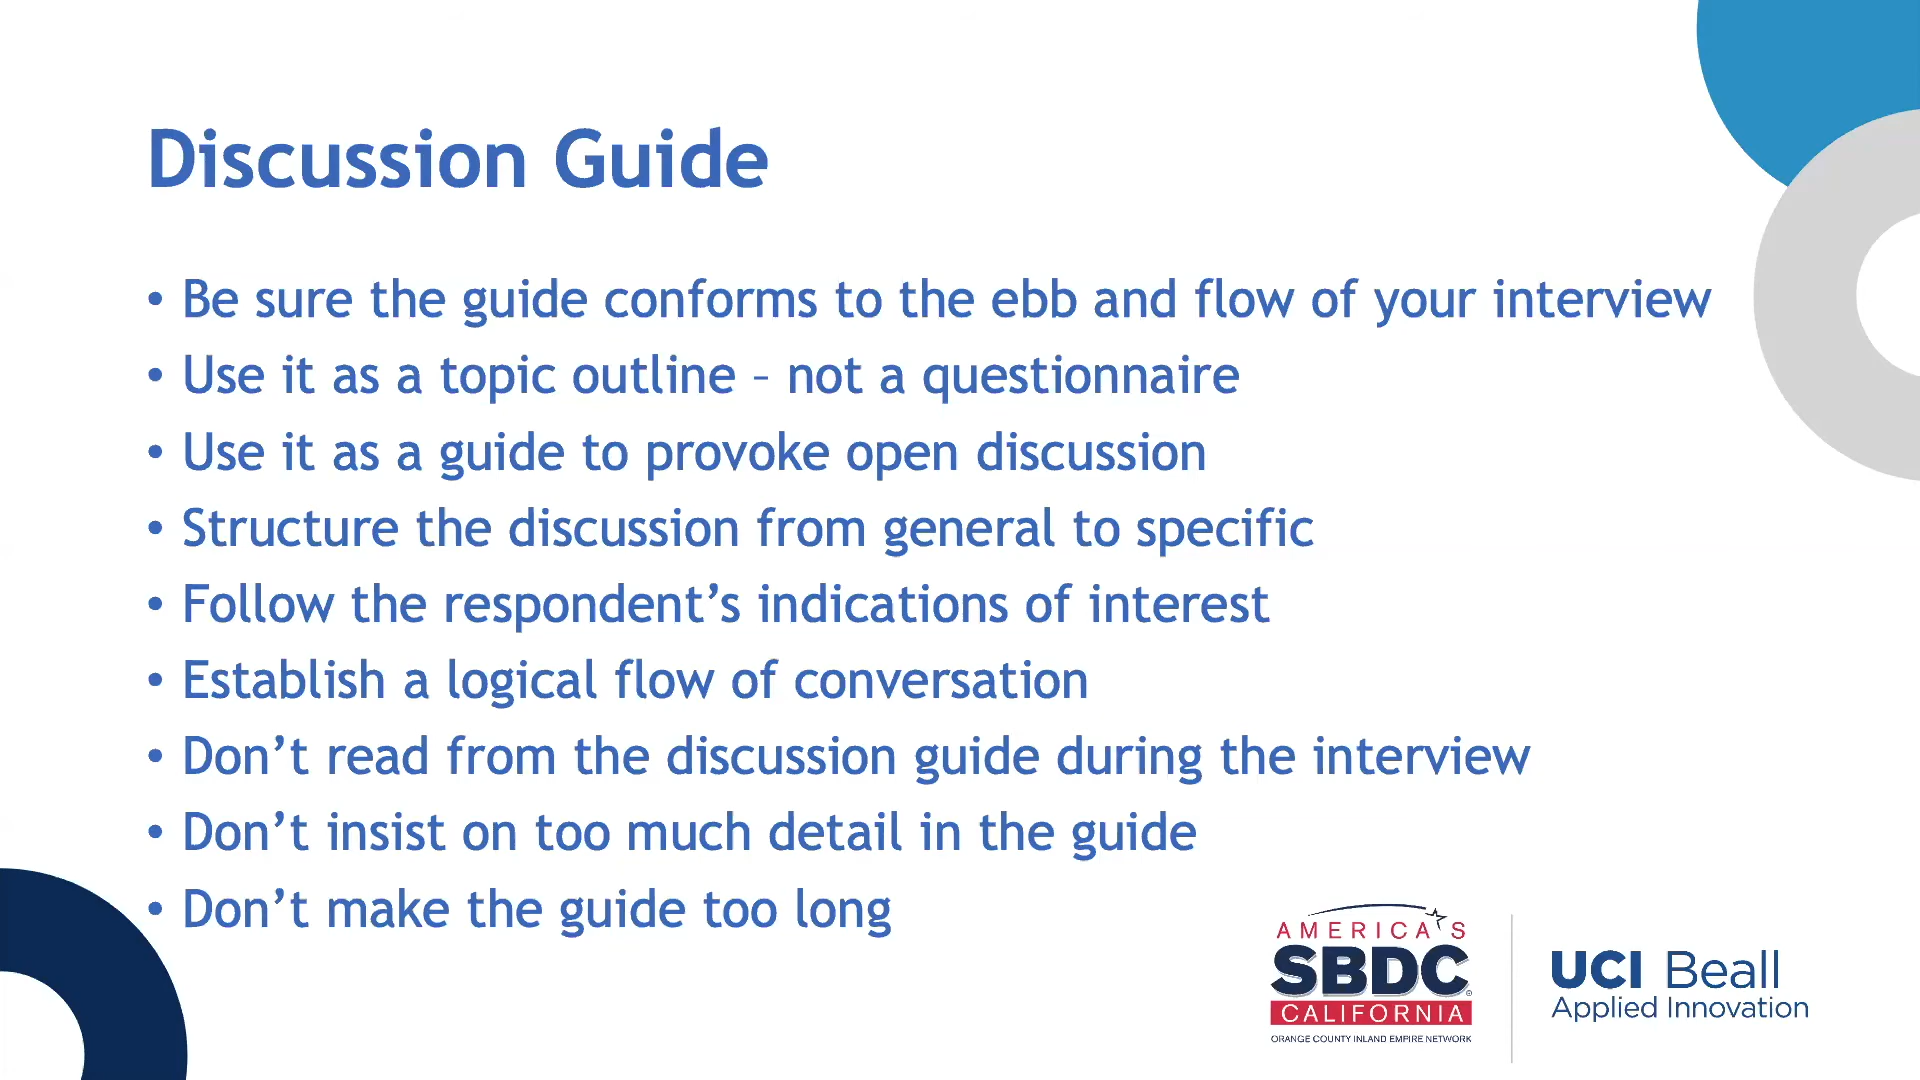 Discussion Guide
• Be sure the guide conforms to the ebb and flow of your interview
• Use it as a topic outline – not a questionnaire
• Use it as a guide to provoke open discussion
• Structure the discussion from general to specific
• Follow the respondent’s indications of interest
• Establish a logical flow of conversation
• Don’t read from the discussion guide during the interview
• Don’t insist on too much detail in the guide
• Don’t make the guide too long
AMERICA'S
SBDC®
CALIFORNIA
ORANGE COUNTY INLAND EMPIRE NETWORK
UCI Beall
Applied Innovation